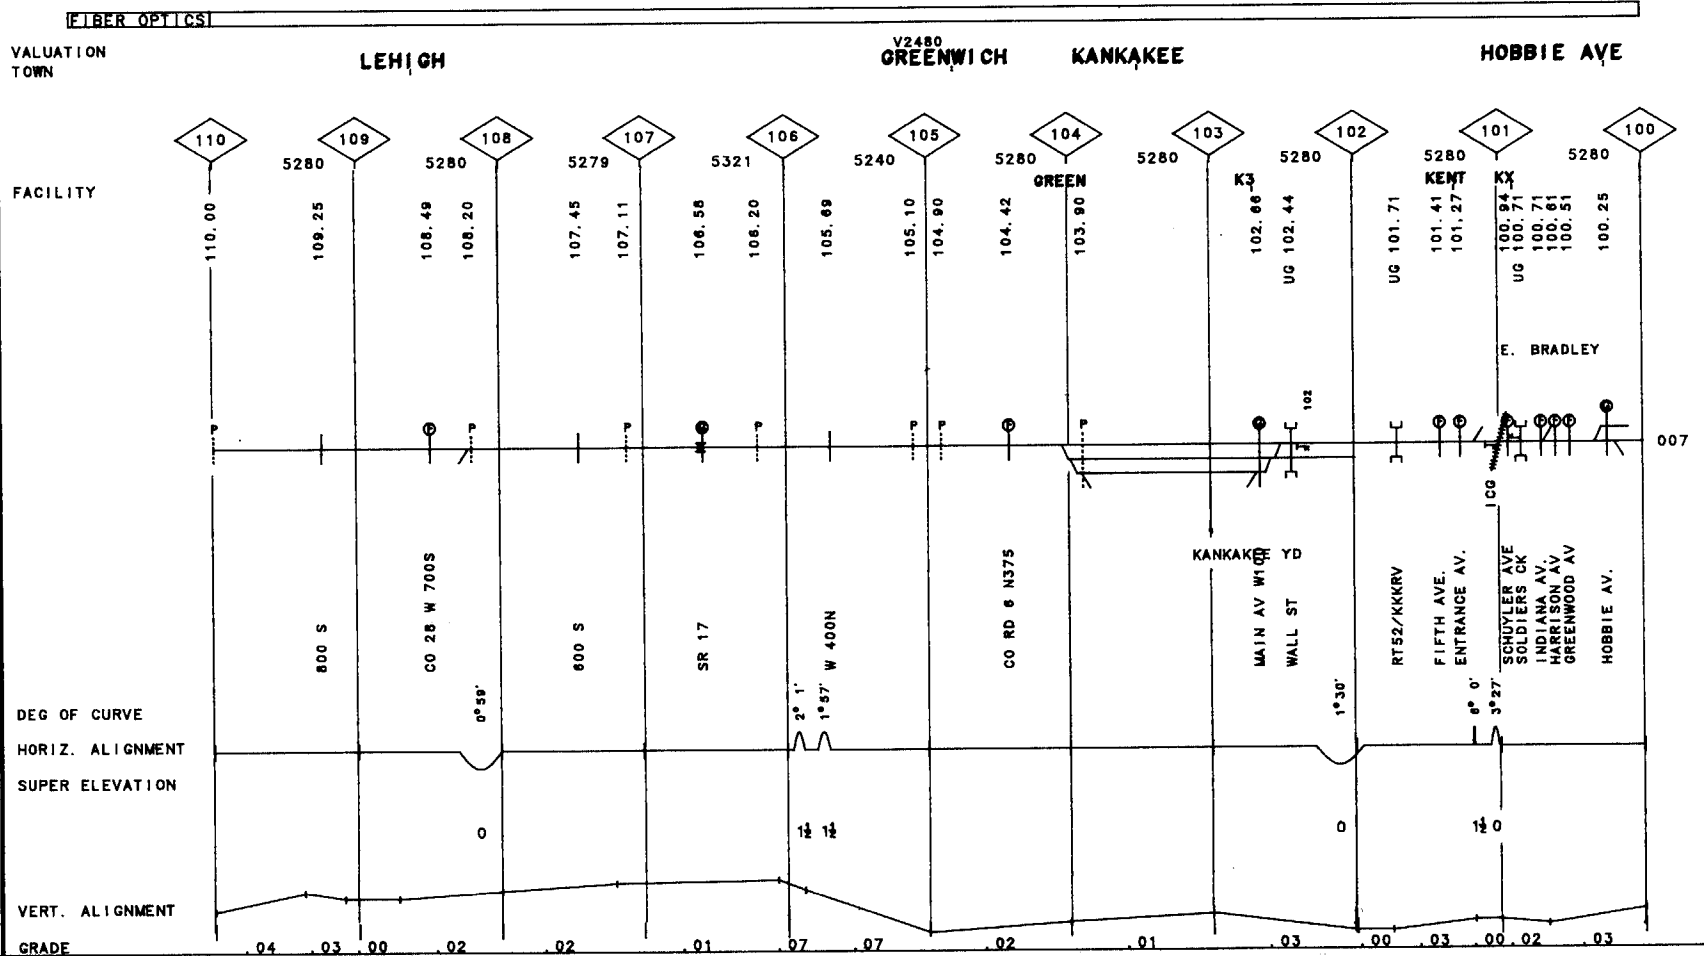 FIBER OPTICS
VALUATION V2480
TOWN LEHIGH GREENWICH KANKAKEE HOBBIE AVE
110 109 108 107 106 105 104 103 102 101 100
5280 5280 5279 5321 5240 5280 5280 5280 5280 5280
GREEN K3 KENT KX
FACILITY
110.00 109.25 108.49 108.20 107.45 107.11 106.58 106.20 105.69 105.10 104.90 104.42 103.90 102.66 UG 102.44 UG 101.71 101.41 101.27 100.94 UG 100.71 100.71 100.61 100.51 100.25
E. BRADLEY
102
P P P P P P P
007
ICG
KANKAKEE YD
800 S CO 28 W 700S 600 S SR 17 W 400N CO RD 6 N375 MAIN AV WALL ST RT52/KKKRV FIFTH AVE. ENTRANCE AV. SCHUYLER AVE SOLDIERS CK INDIANA AV. HARRISON AV GREENWOOD AV HOBBIE AV.
DEG OF CURVE 0°59' 2° 1' 1°57' 1°30' 6° 0' 3°27'
HORIZ. ALIGNMENT
SUPER ELEVATION
0 1½ 1½ 0 1½ 0
VERT. ALIGNMENT
GRADE .04 .03 .00 .02 .02 .01 .07 .07 .02 .01 .03 .00 .03 .00 .02 .03